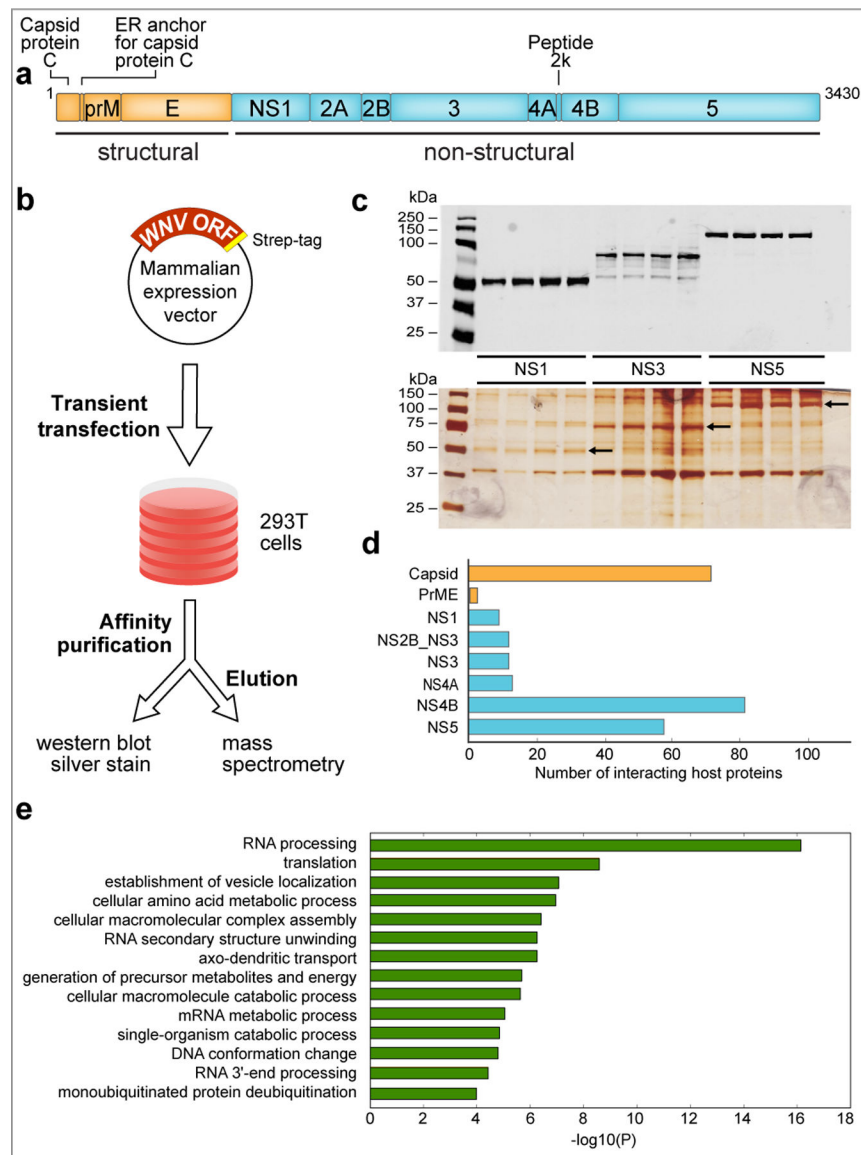 Capsid
protein
C
ER anchor
for capsid
protein C
Peptide
2k
a
1
prM
E
NS1
2A
2B
3
4A
4B
5
3430
structural
non-structural
b
WNV ORF
Strep-tag
Mammalian
expression
vector
Transient
transfection
293T
cells
Affinity
purification
Elution
western blot
silver stain
mass
spectrometry
c
kDa
250
150
100
50
37
25
NS1
NS3
NS5
kDa
150
100
75
50
37
25
d
Capsid
PrME
NS1
NS2B_NS3
NS3
NS4A
NS4B
NS5
0 20 40 60 80 100
Number of interacting host proteins
e
RNA processing
translation
establishment of vesicle localization
cellular amino acid metabolic process
cellular macromolecular complex assembly
RNA secondary structure unwinding
axo-dendritic transport
generation of precursor metabolites and energy
cellular macromolecule catabolic process
mRNA metabolic process
single-organism catabolic process
DNA conformation change
RNA 3'-end processing
monoubiquitinated protein deubiquitination
0 2 4 6 8 10 12 14 16 18
-log10(P)